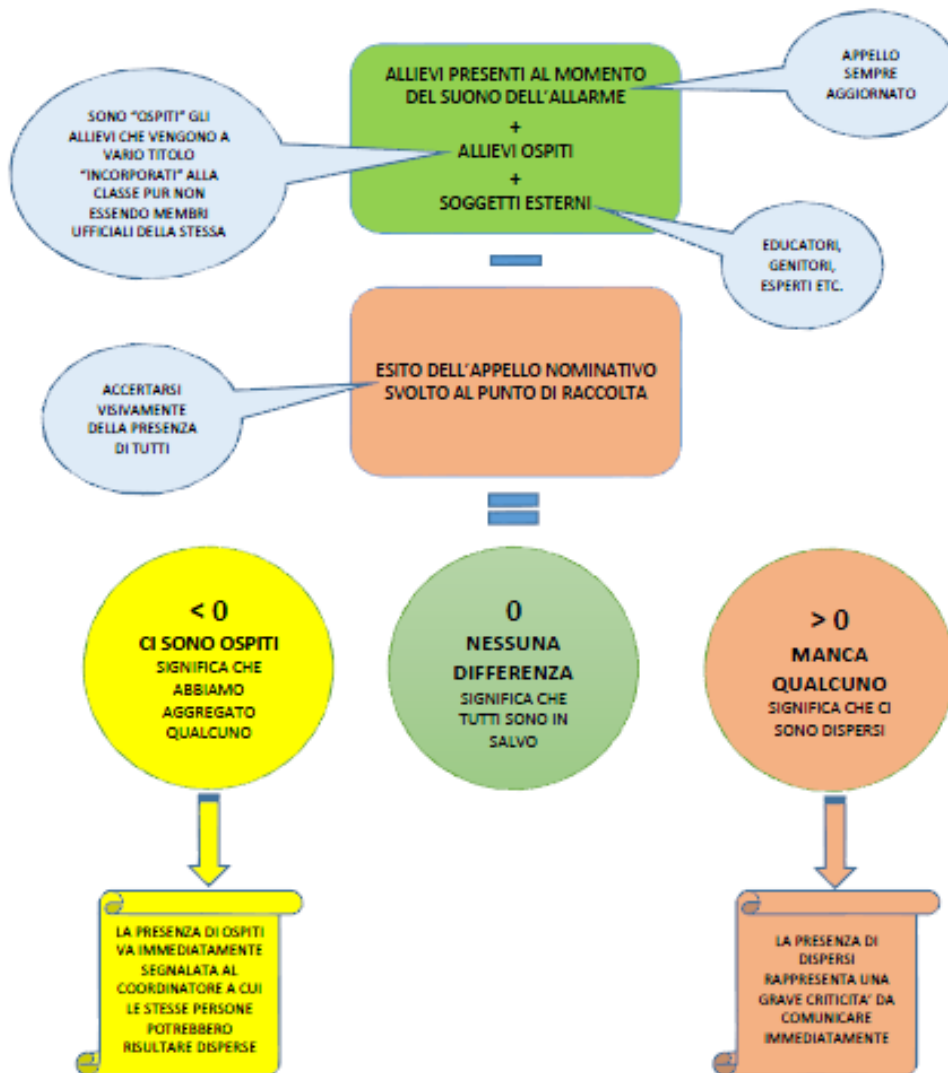 ALLIEVI PRESENTI AL MOMENTO
DEL SUONO DELL'ALLARME
+
ALLIEVI OSPITI
+
SOGGETTI ESTERNI
APPELLO
SEMPRE
AGGIORNATO
SONO "OSPITI" GLI
ALLIEVI CHE VENGONO A
VARIO TITOLO
"INCORPORATI" ALLA
CLASSE PUR NON
ESSENDO MEMBRI
UFFICIALI DELLA STESSA
EDUCATORI,
GENITORI,
ESPERTI ETC.
ESITO DELL'APPELLO NOMINATIVO
SVOLTO AL PUNTO DI RACCOLTA
ACCERTARSI
VISIVAMENTE
DELLA PRESENZA
DI TUTTI
< 0
CI SONO OSPITI
SIGNIFICA CHE
ABBIAMO
AGGREGATO
QUALCUNO
0
NESSUNA
DIFFERENZA
SIGNIFICA CHE
TUTTI SONO IN
SALVO
> 0
MANCA
QUALCUNO
SIGNIFICA CHE CI
SONO DISPERSI
LA PRESENZA DI OSPITI
VA IMMEDIATAMENTE
SEGNALATA AL
COORDINATORE A CUI
LE STESSE PERSONE
POTREBBERO
RISULTARE DISPERSE
LA PRESENZA DI
DISPERSI
RAPPRESENTA UNA
GRAVE CRITICITA' DA
COMUNICARE
IMMEDIATAMENTE